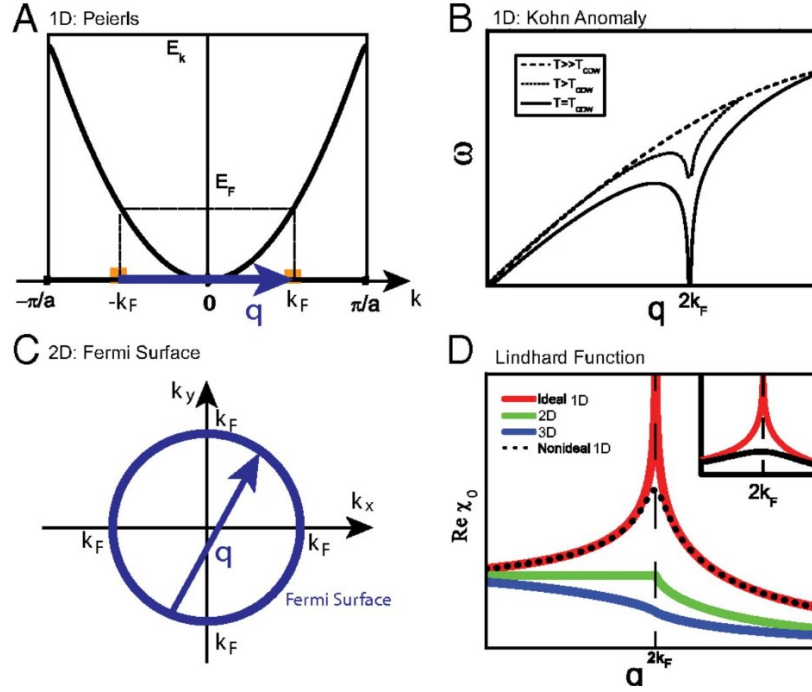 A 1D: Peierls
E_k
E_F
−π/a
-k_F
0
q
k_F
π/a
k
B 1D: Kohn Anomaly
T>>T_CDW
T>T_CDW
T=T_CDW
ω
q
2k_F
C 2D: Fermi Surface
k_y
k_F
k_x
k_F
q
k_F
Fermi Surface
k_F
D Lindhard Function
Ideal 1D
2D
3D
Nonideal 1D
2k_F
Re χ_0
q
2k_F